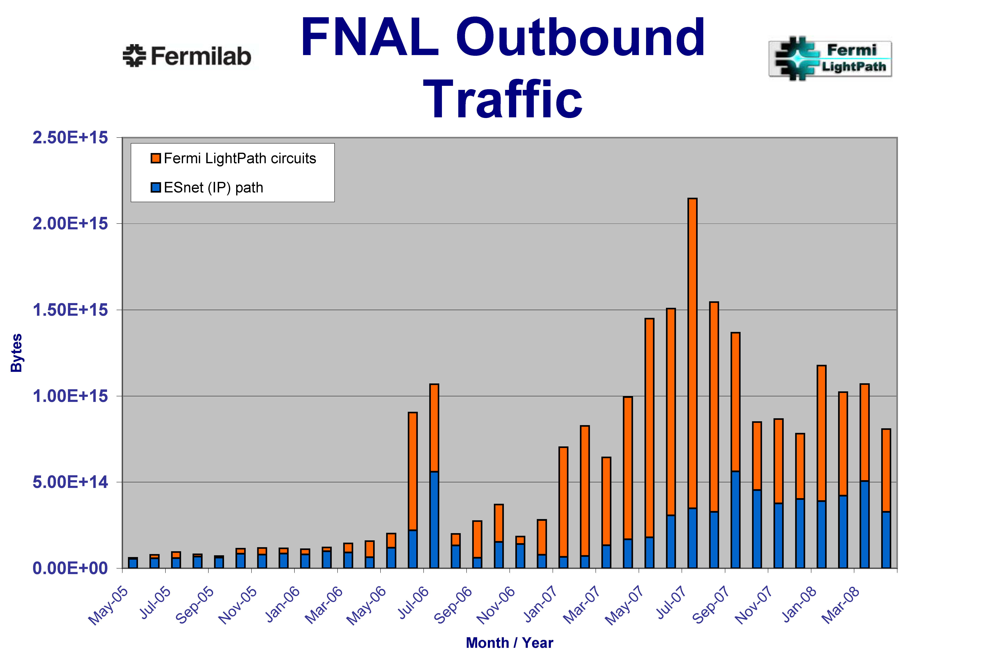 FNAL Outbound
Traffic
Fermilab
Fermi
LightPath
2.50E+15
2.00E+15
1.50E+15
1.00E+15
5.00E+14
0.00E+00
Fermi LightPath circuits
ESnet (IP) path
Bytes
May-05
Jul-05
Sep-05
Nov-05
Jan-06
Mar-06
May-06
Jul-06
Sep-06
Nov-06
Jan-07
Mar-07
May-07
Jul-07
Sep-07
Nov-07
Jan-08
Mar-08
Month / Year